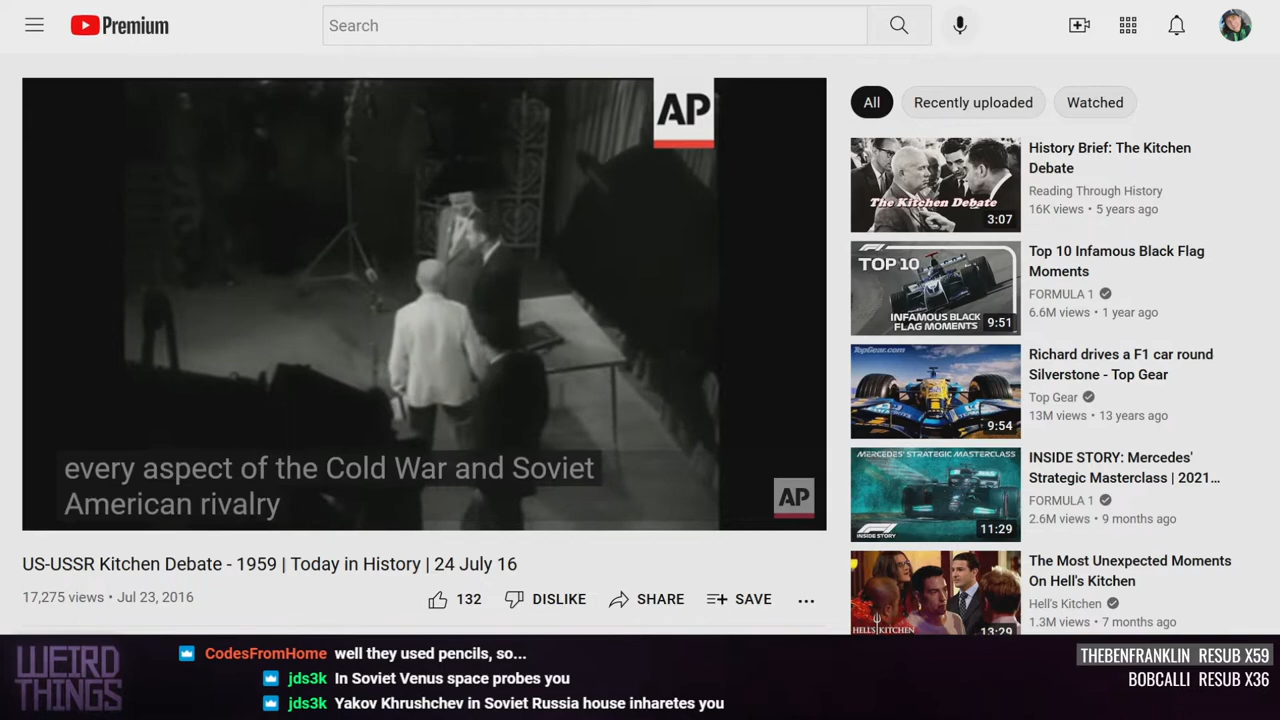 Premium
Search
AP
every aspect of the Cold War and Soviet
American rivalry
AP
US-USSR Kitchen Debate - 1959 | Today in History | 24 July 16
17,275 views • Jul 23, 2016
132
DISLIKE
SHARE
SAVE
All
Recently uploaded
Watched
The Kitchen Debate
3:07
History Brief: The Kitchen
Debate
Reading Through History
16K views • 5 years ago
F1
TOP 10
INFAMOUS BLACK
FLAG MOMENTS
9:51
Top 10 Infamous Black Flag
Moments
FORMULA 1
6.6M views • 1 year ago
TopGear.com
9:54
Richard drives a F1 car round
Silverstone - Top Gear
Top Gear
13M views • 13 years ago
MERCEDES' STRATEGIC MASTERCLASS
F1
INSIDE STORY
11:29
INSIDE STORY: Mercedes'
Strategic Masterclass | 2021...
FORMULA 1
2.6M views • 9 months ago
HELL'S KITCHEN
13:29
The Most Unexpected Moments
On Hell's Kitchen
Hell's Kitchen
1.3M views • 7 months ago
WEIRD
THINGS
CodesFromHome well they used pencils, so...
jds3k In Soviet Venus space probes you
jds3k Yakov Khrushchev in Soviet Russia house inharetes you
THEBENFRANKLIN RESUB X59
BOBCALLI RESUB X36